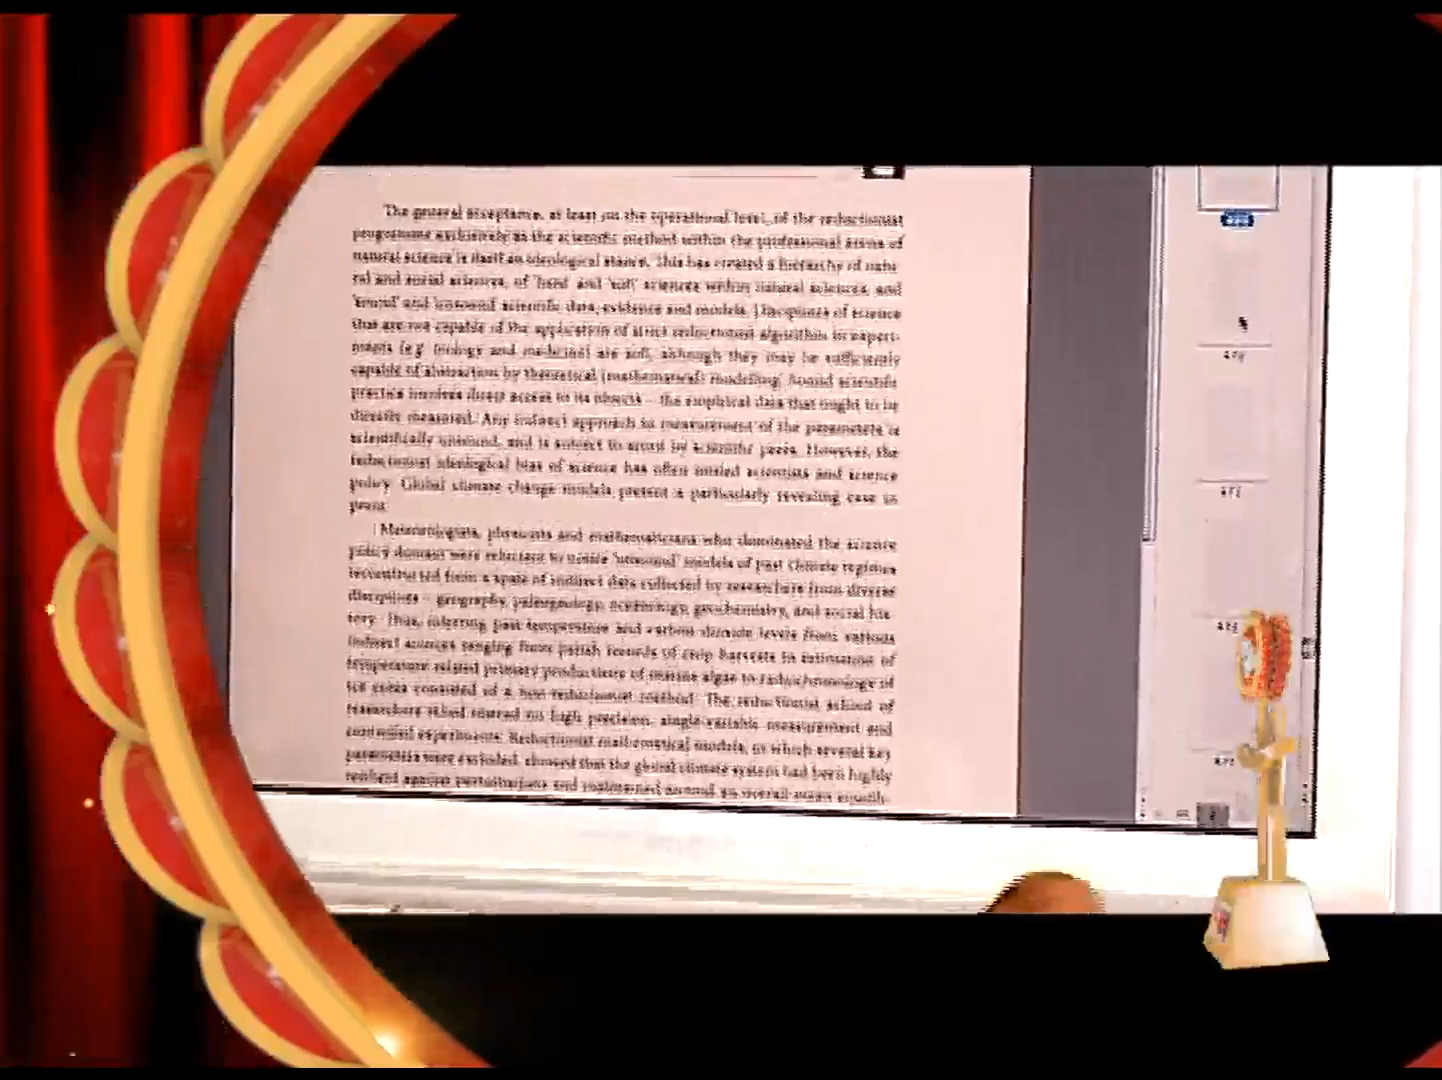 The general acceptance, at least on the operational level, of the reductionist
programme exclusively as the scientific method within the professional arena of
natural science is itself an ideological stance. This has created a hierarchy of natu-
ral and social sciences, of 'hard' and 'soft' sciences within natural sciences, and
'sound' and unsound scientific data, evidence and models. Disciplines of science
that are not capable of the application of strict reductionist algorithm in experi-
ments (e.g. biology and medicine) are soft, although they may be sufficiently
capable of abstraction by theoretical (mathematical) modelling. Sound scientific
practice involves direct access to its objects – the empirical data that ought to be
directly measured. Any indirect approach to measurement of the parameters is
scientifically unsound, and is subject to by scientific peers. However, the
reductionist ideological bias of science has often misled scientists and science
policy. Global climate change models present a particularly revealing case in
point.
Meteorologists, physicists and mathematicians who dominated the science
policy domain were reluctant to 'unsound' models of past climate regimes
reconstructed from a spate of indirect data collected by researchers from diverse
disciplines – geography, palynology, geochemistry, and social his-
tory. Thus, inferring past temperature and carbon dioxide levels from various
indirect sources ranging from parish records of crop harvests to estimation of
temperature related primary productions of marine algae to of
ice cores consisted of a non-reductionist method. The reductionist school of
researchers relied instead on high precision, single-variable measurement and
controlled experiments. Reductionist mathematical models, in which several key
parameters were excluded, showed that the global climate system had been highly
resilient against perturbations and around an overall mean equilib-